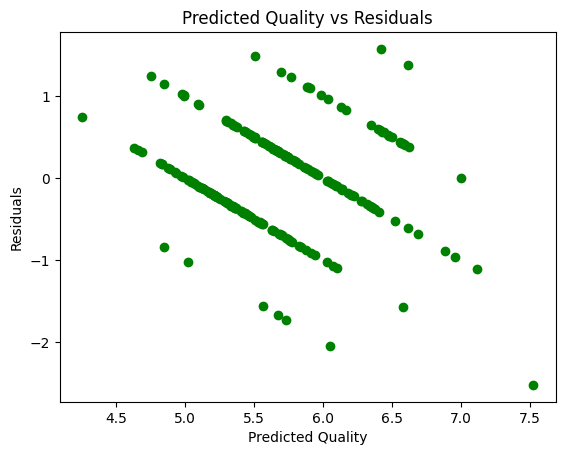 Predicted Quality vs Residuals
Residuals
1
0
−1
−2
4.5 5.0 5.5 6.0 6.5 7.0 7.5
Predicted Quality